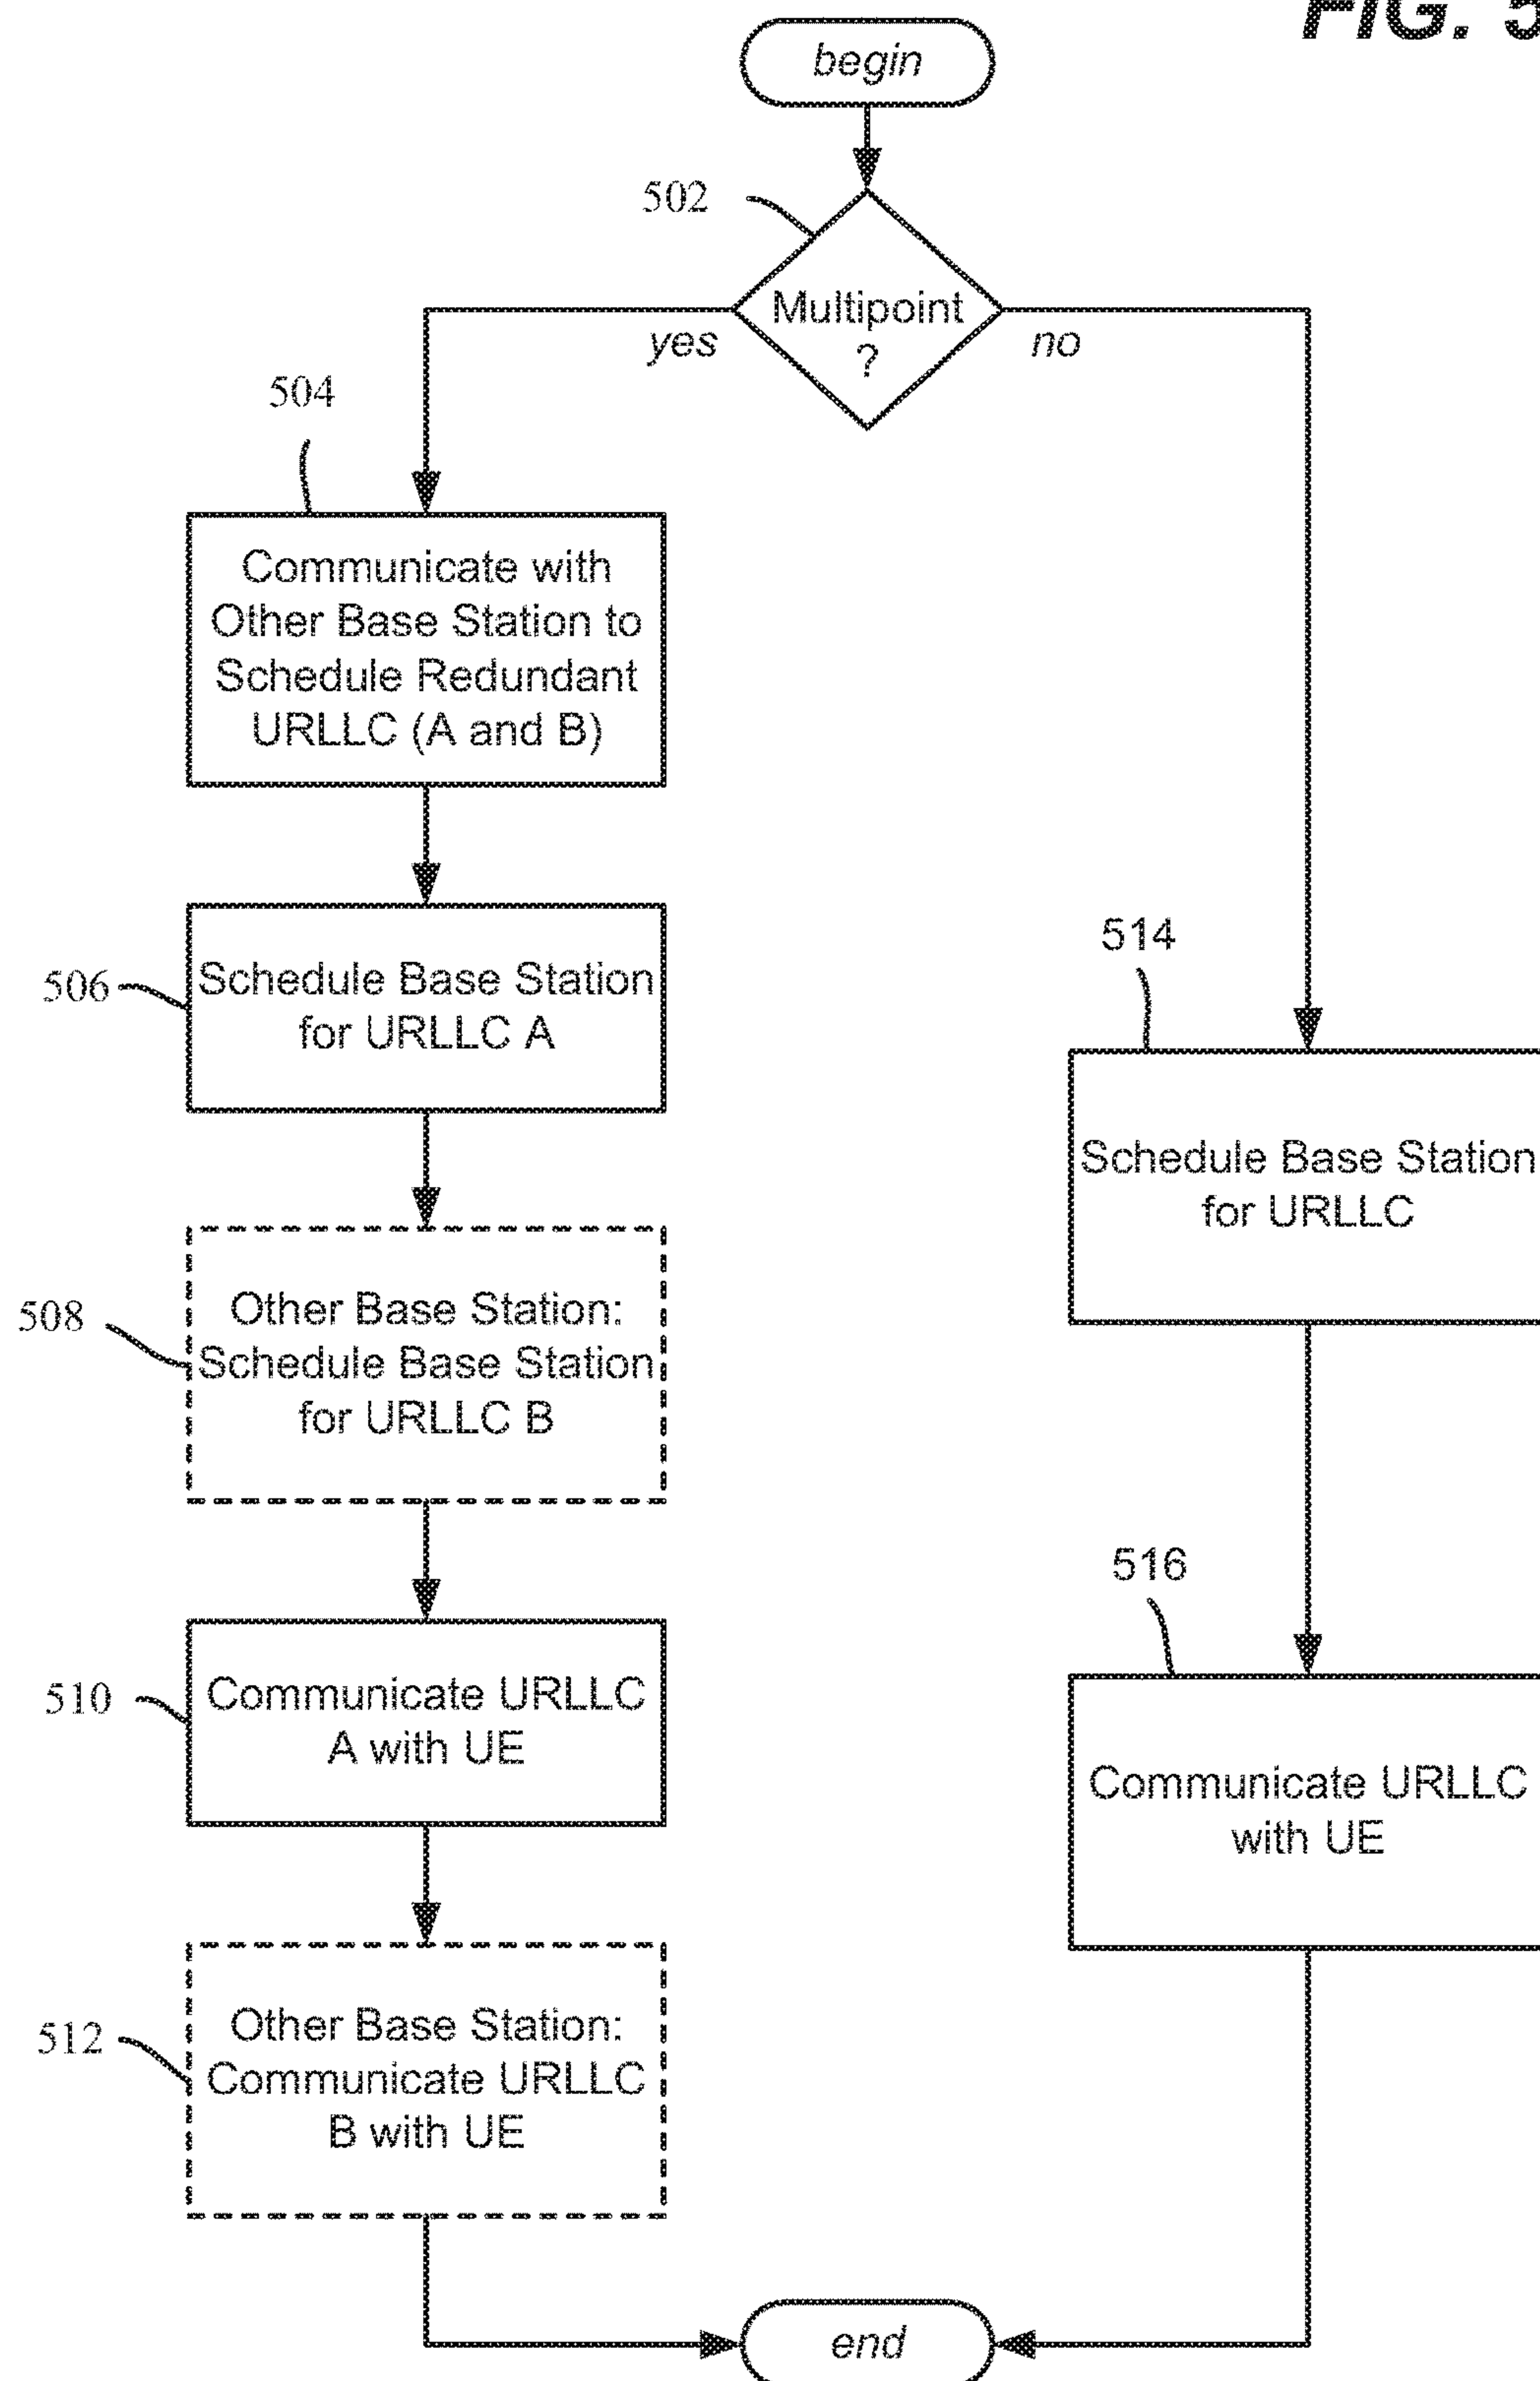 FIG. 5
begin
502
Multipoint
?
yes
no
504
Communicate with
Other Base Station to
Schedule Redundant
URLLC (A and B)
506
Schedule Base Station
for URLLC A
514
Schedule Base Station
for URLLC
508
Other Base Station:
Schedule Base Station
for URLLC B
510
Communicate URLLC
A with UE
516
Communicate URLLC
with UE
512
Other Base Station:
Communicate URLLC
B with UE
end